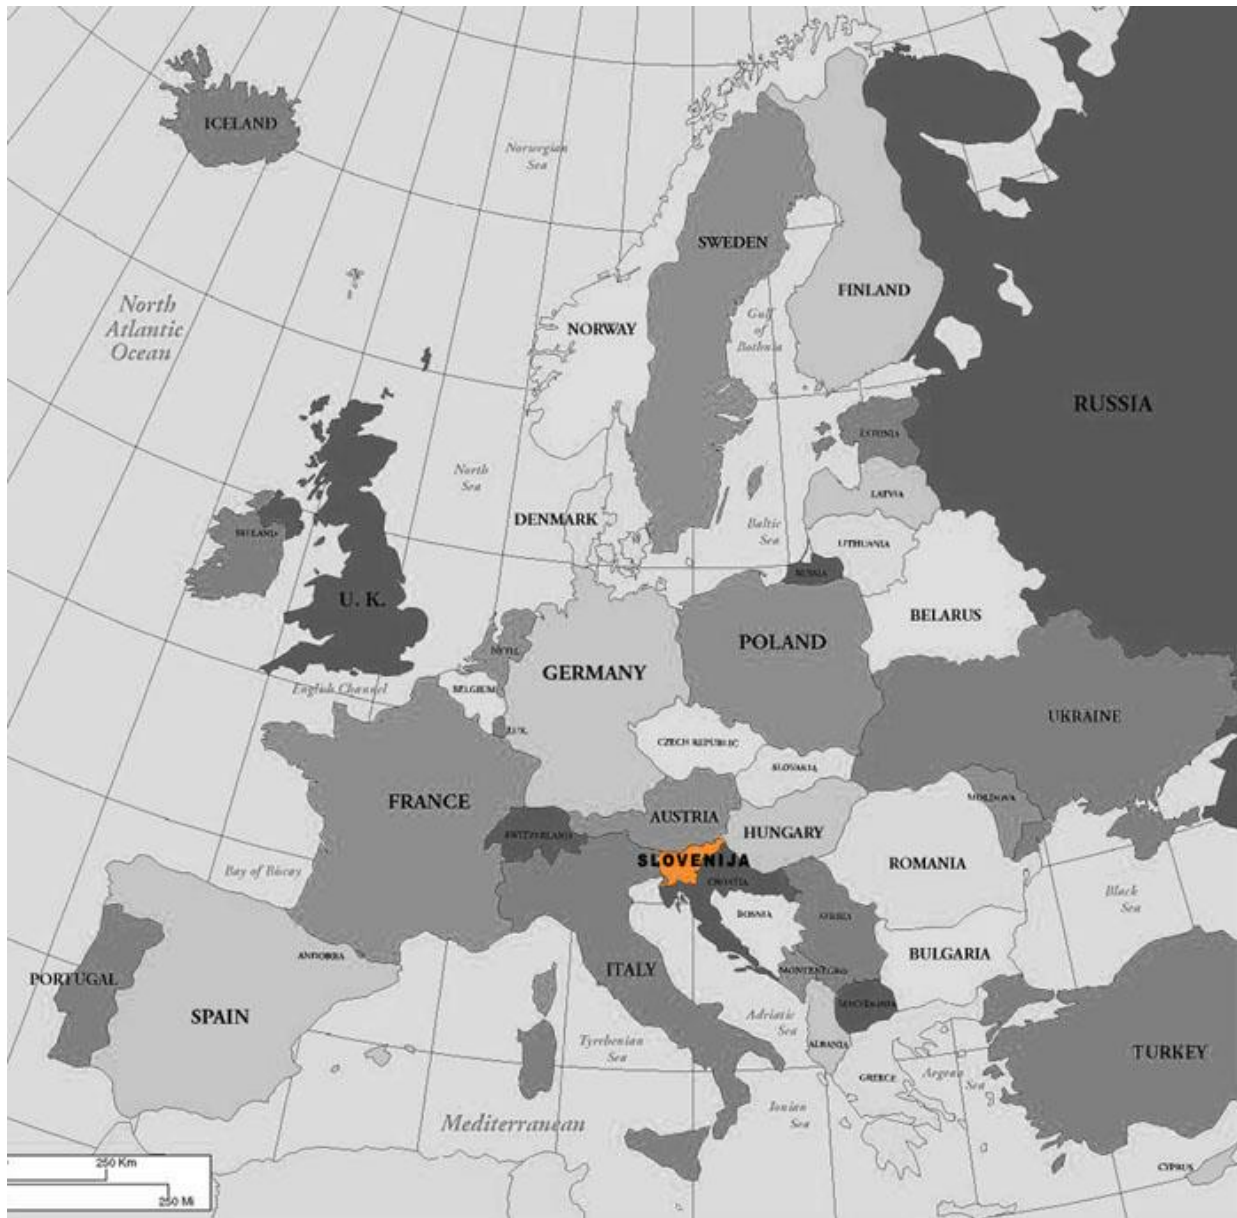 ICELAND
Norwegian
Sea
SWEDEN
FINLAND
North
Atlantic
Ocean
NORWAY
Gulf
of
Bothnia
RUSSIA
ESTONIA
North
Sea
LATVIA
DENMARK
Baltic
Sea
IRELAND
LITHUANIA
RUSSIA
U. K.
BELARUS
POLAND
NETH.
GERMANY
English Channel
BELGIUM
UKRAINE
LUX.
CZECH REPUBLIC
SLOVAKIA
FRANCE
MOLDOVA
AUSTRIA
SWITZERLAND
HUNGARY
SLOVENIJA
ROMANIA
Bay of Biscay
CROATIA
Black
Sea
BOSNIA
SERBIA
ANDORRA
BULGARIA
PORTUGAL
ITALY
MONTENEGRO
MACEDONIA
SPAIN
Adriatic
Sea
Tyrrhenian
Sea
ALBANIA
TURKEY
GREECE
Aegean
Sea
Mediterranean
Ionian
Sea
250 Km
CYPRUS
250 Mi